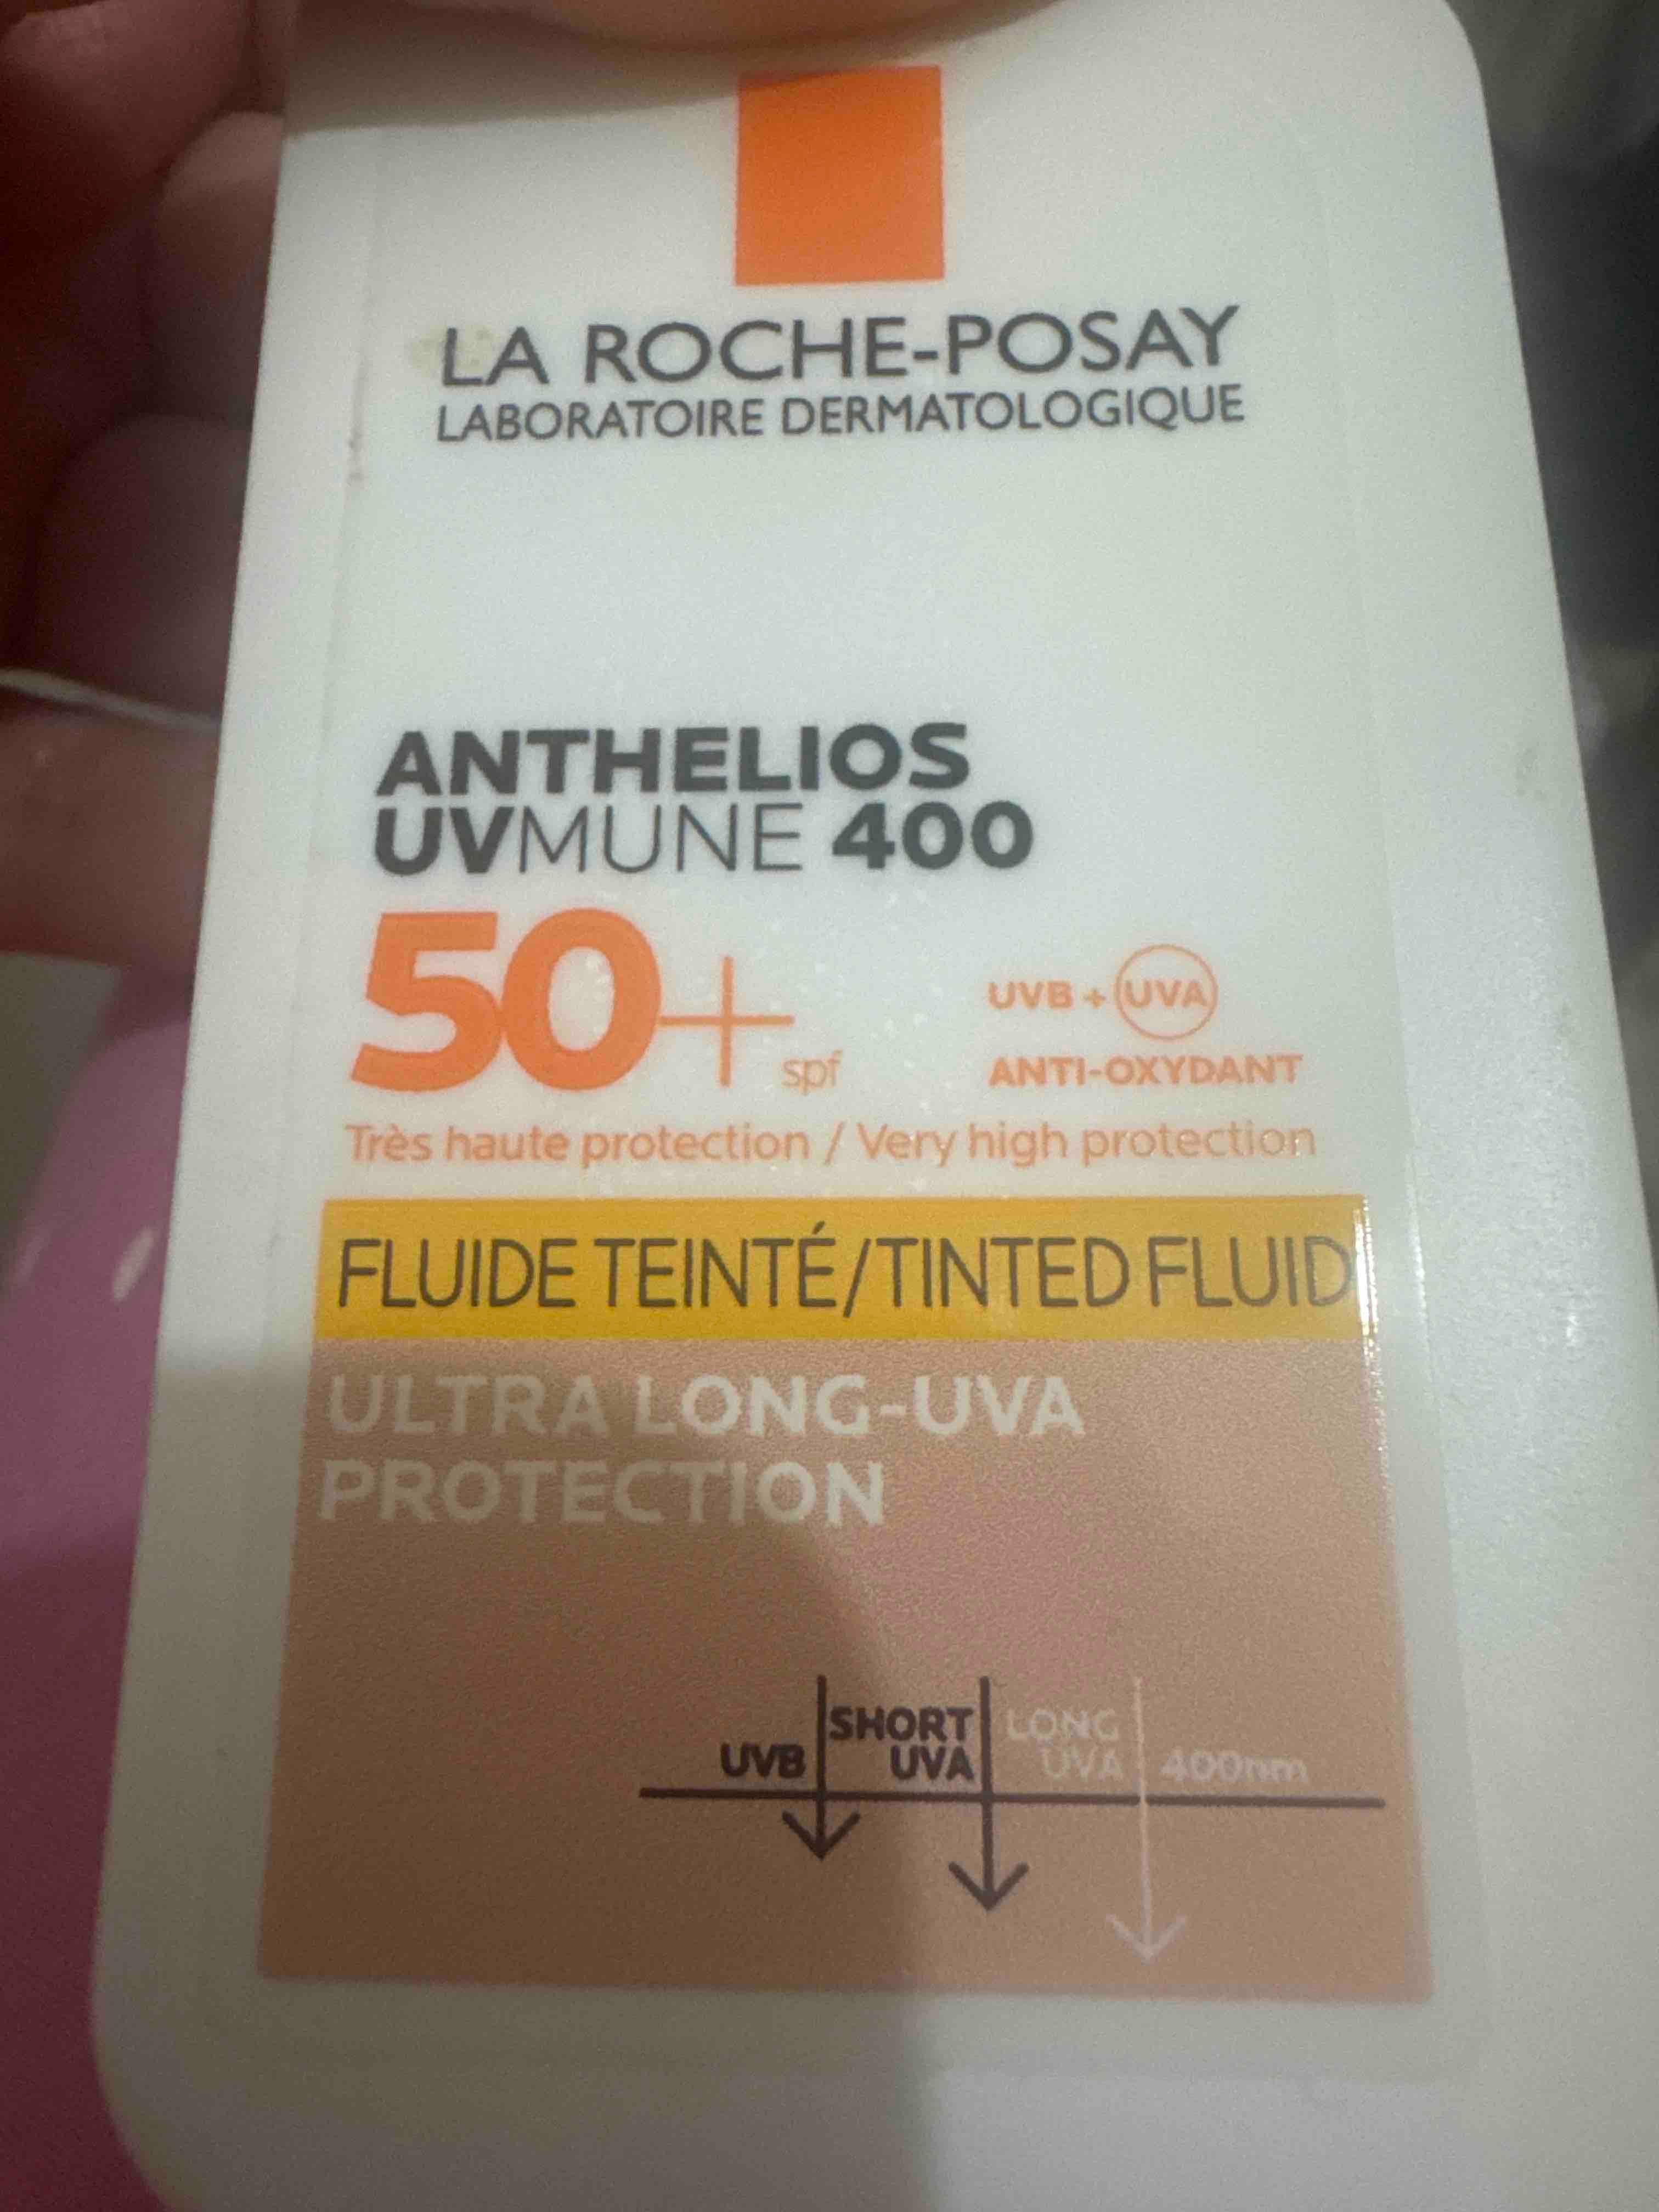 LA ROCHE-POSAY
LABORATOIRE DERMATOLOGIQUE
ANTHELIOS
UVMUNE 400
50+ spf
UVB + UVA
ANTI-OXYDANT
Très haute protection / Very high protection
FLUIDE TEINTÉ/TINTED FLUID
ULTRA LONG-UVA
PROTECTION
UVB
SHORT
UVA
LONG
UVA
400nm